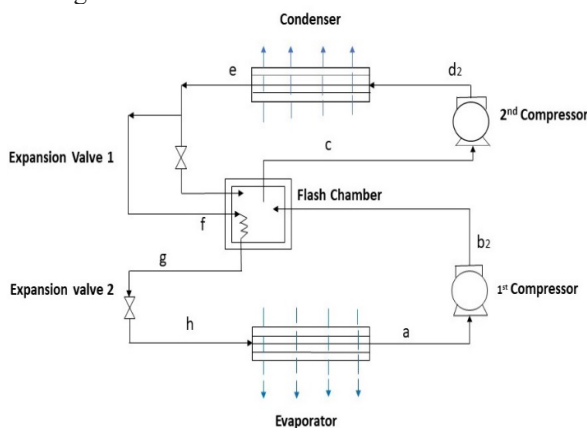 Condenser
e
d2
2nd Compressor
Expansion Valve 1
c
Flash Chamber
f
b2
g
Expansion valve 2
1st Compressor
h
a
Evaporator